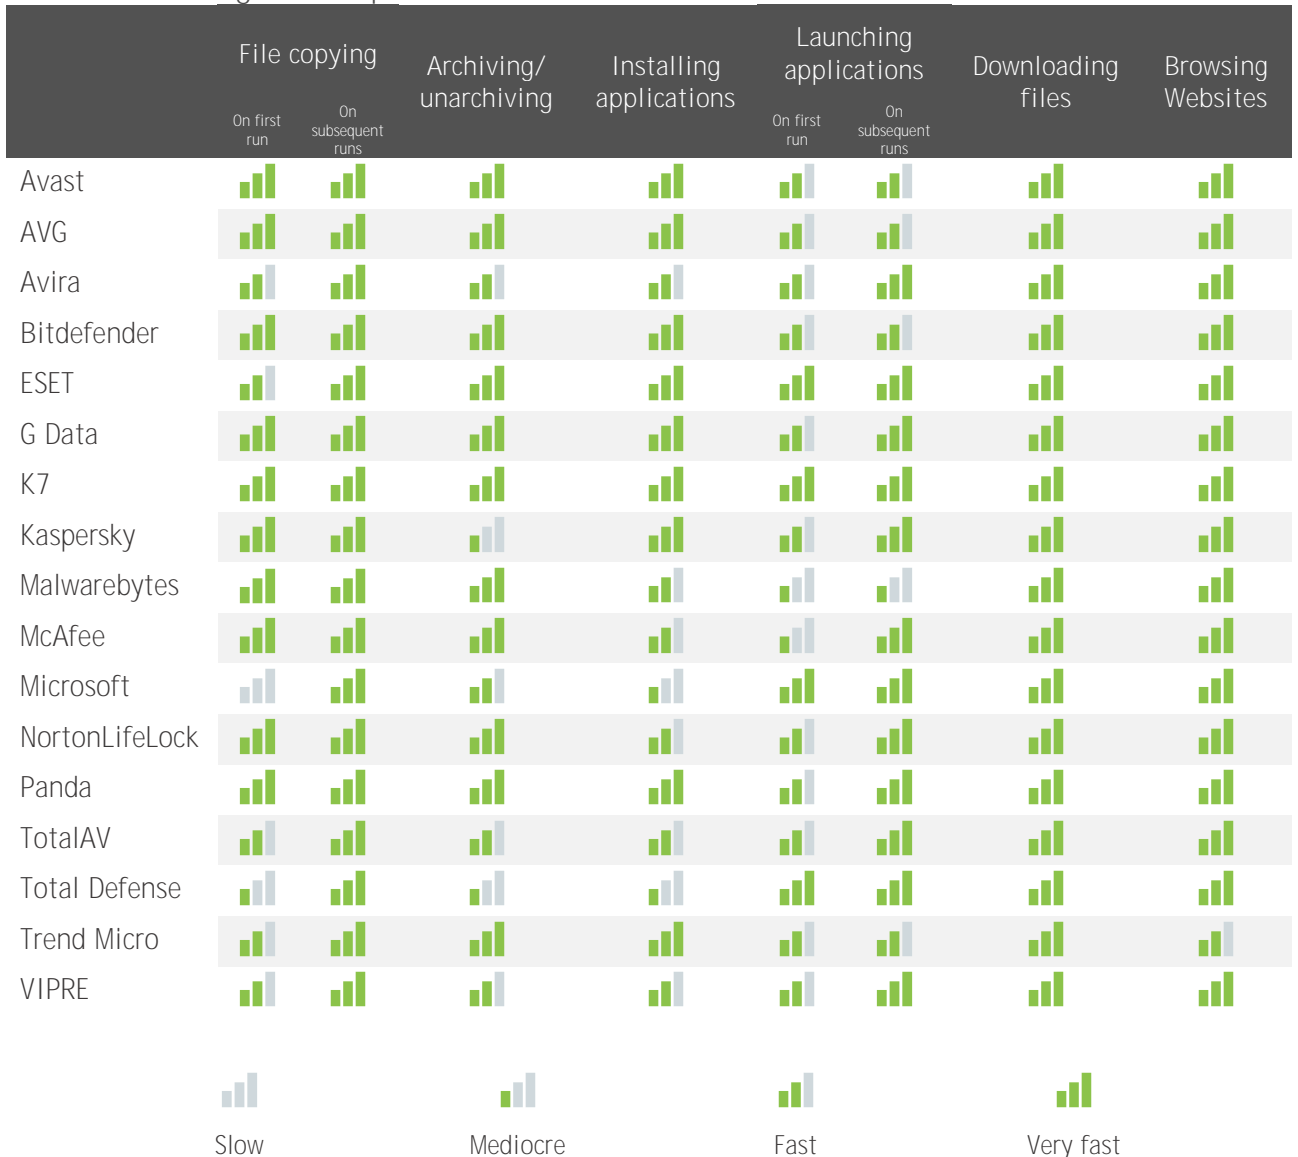 File copying
Archiving/
unarchiving
Installing
applications
Launching
applications
Downloading
files
Browsing
Websites
On first
run
On
subsequent
runs
On first
run
On
subsequent
runs
Avast
AVG
Avira
Bitdefender
ESET
G Data
K7
Kaspersky
Malwarebytes
McAfee
Microsoft
NortonLifeLock
Panda
TotalAV
Total Defense
Trend Micro
VIPRE
Slow
Mediocre
Fast
Very fast